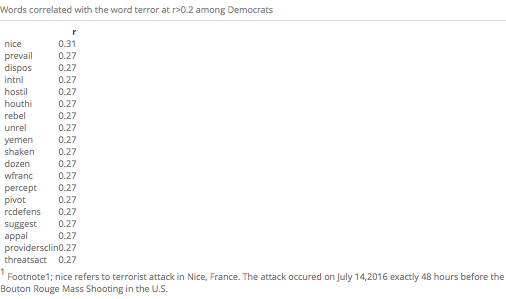 Words correlated with the word terror at r>0.2 among Democrats
r
nice 0.31
prevail 0.27
dispos 0.27
intnl 0.27
hostil 0.27
houthi 0.27
rebel 0.27
unrel 0.27
yemen 0.27
shaken 0.27
dozen 0.27
wfranc 0.27
percept 0.27
pivot 0.27
rcdefens 0.27
suggest 0.27
appal 0.27
providersclin0.27
threatsact 0.27
1 Footnote1; nice refers to terrorist attack in Nice, France. The attack occured on July 14,2016 exactly 48 hours before the
Bouton Rouge Mass Shooting in the U.S.